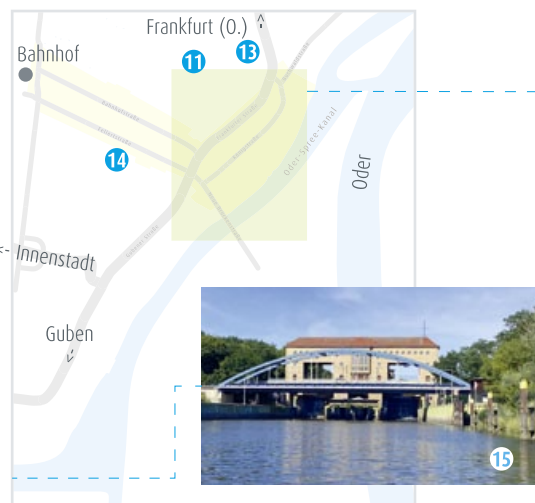 Frankfurt (O.)
13
Bahnhof
11
14
Oder-Spree-Kanal
Oder
<- Innenstadt
Guben
15